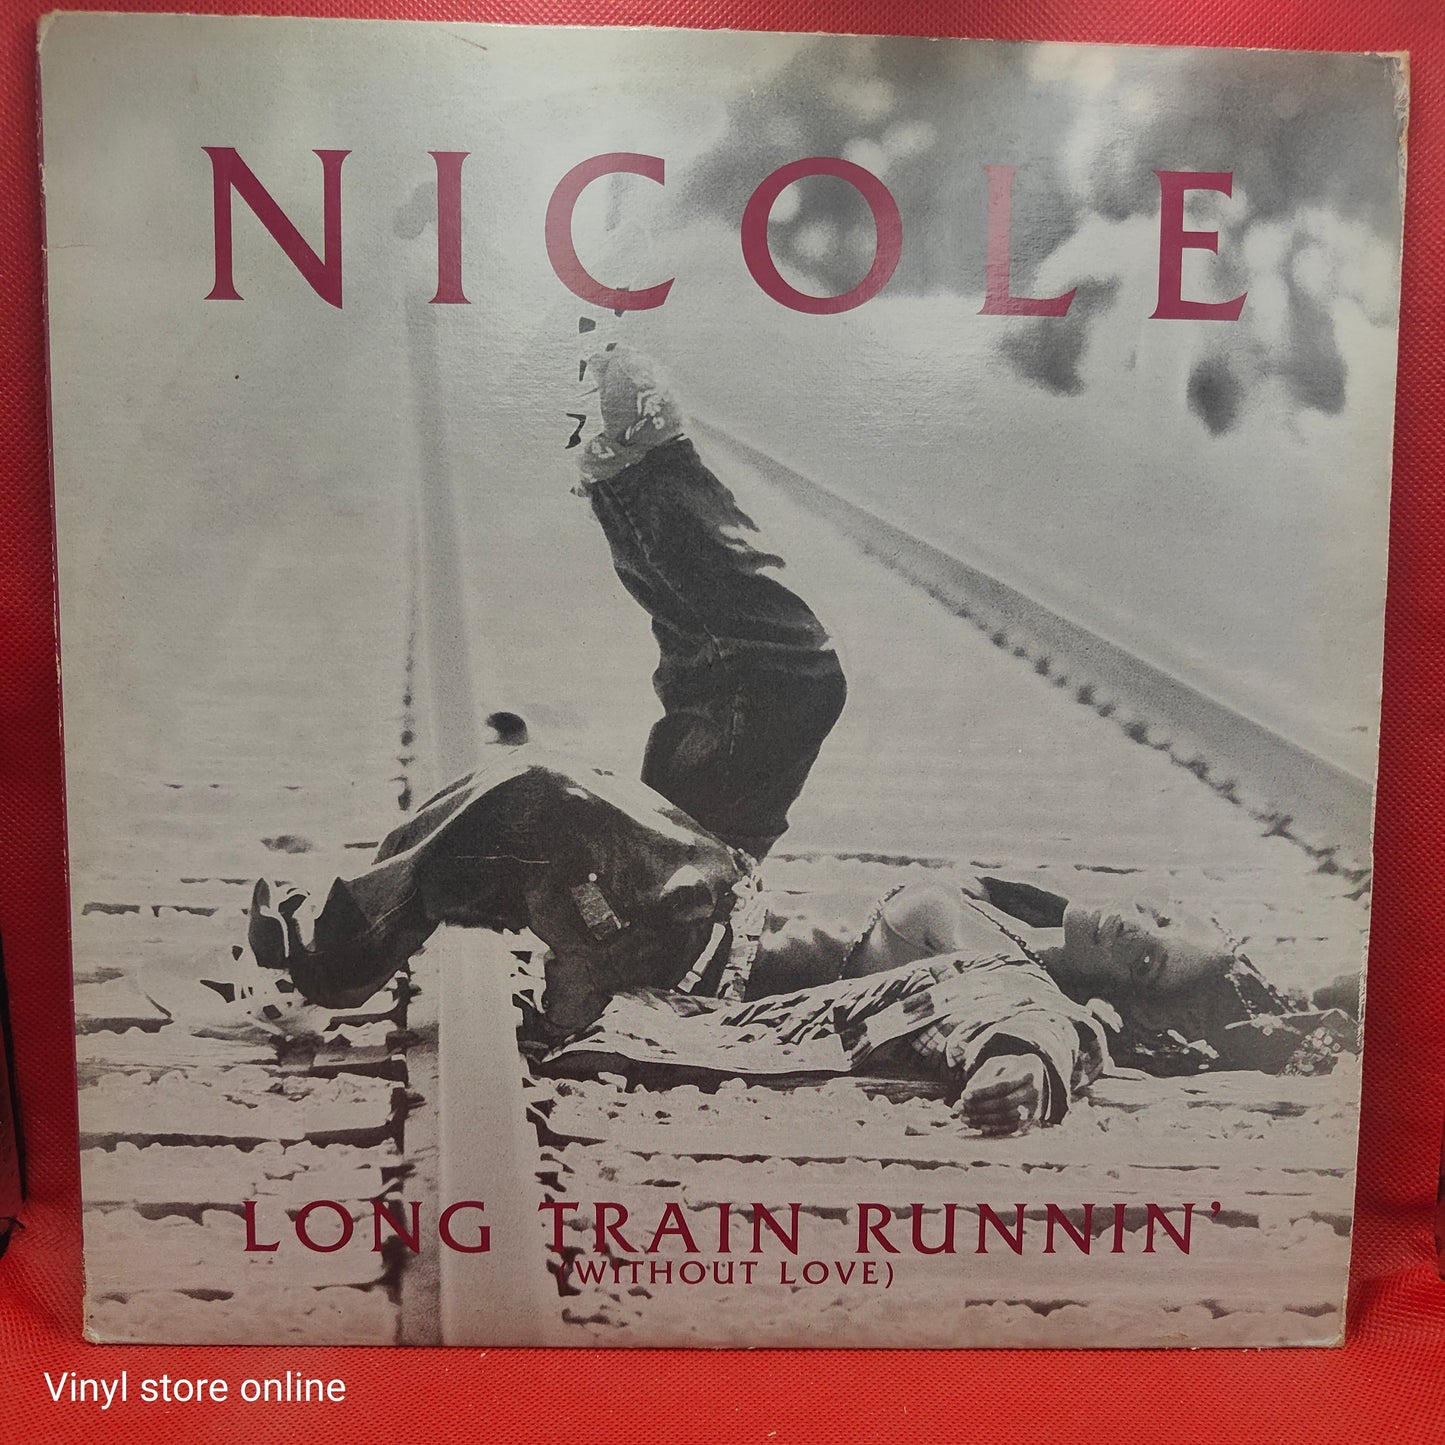 NICOLE
LONG TRAIN RUNNIN'
(WITHOUT LOVE)
Vinyl store online